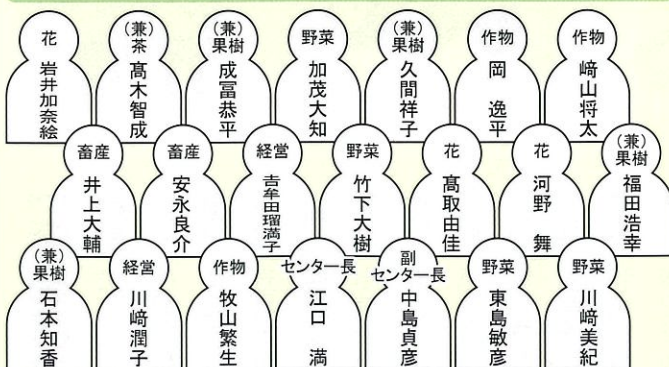 花
岩井加奈絵
(兼)
茶
髙木智成
(兼)
果樹
成冨恭平
野菜
加茂大知
(兼)
果樹
久間祥子
作物
岡 逸平
作物
﨑山将太
畜産
井上大輔
畜産
安永良介
経営
吉牟田瑠満子
野菜
竹下大樹
花
髙取由佳
花
河野 舞
(兼)
果樹
福田浩幸
(兼)
果樹
石本知香
経営
川﨑潤子
作物
牧山繁生
センター長
江口 満
副
センター長
中島貞彦
野菜
東島敏彦
野菜
川﨑美紀